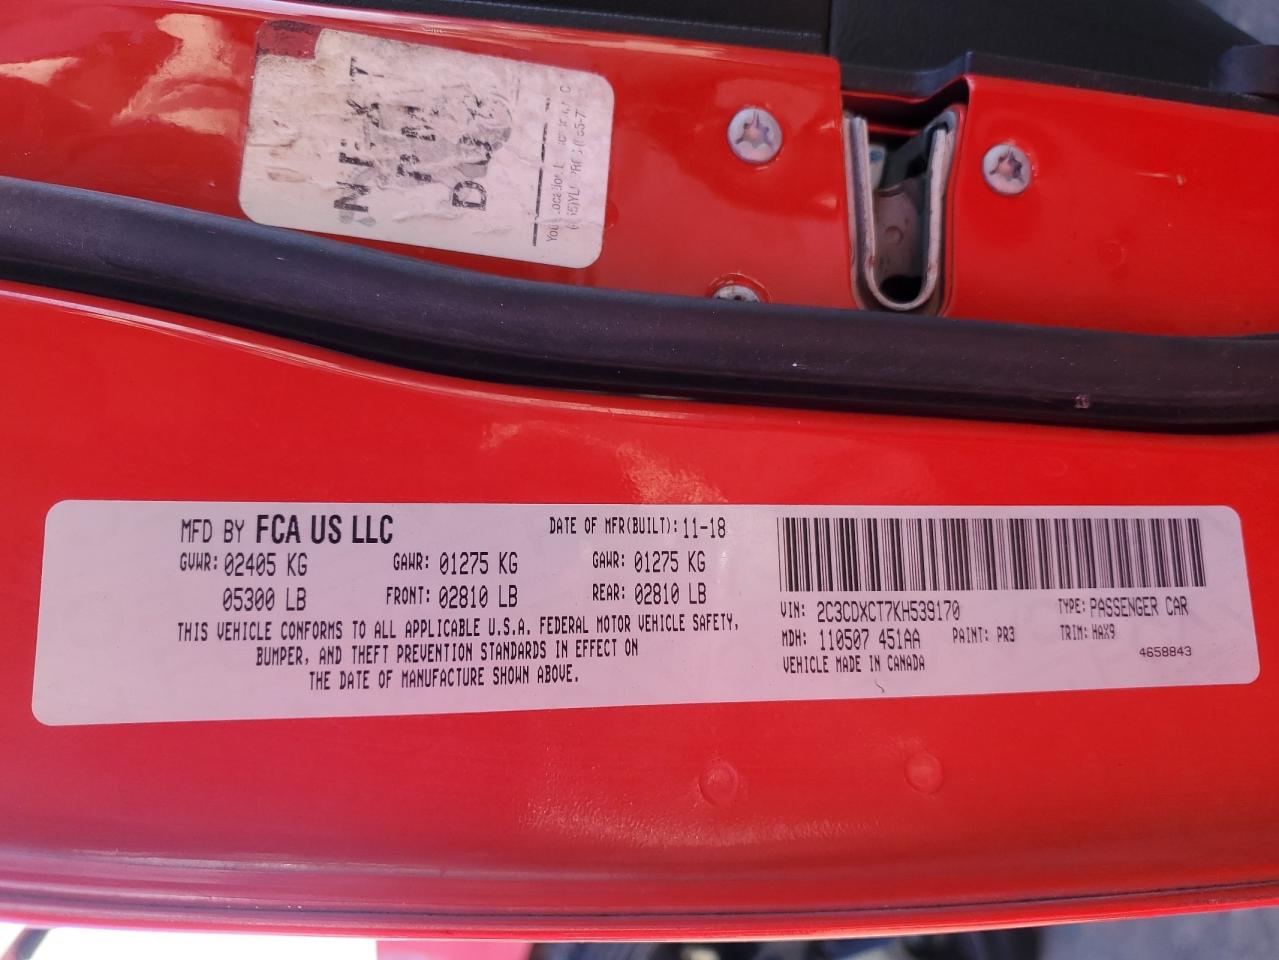 NEXT
PM
DUE
MFD BY FCA US LLC
DATE OF MFR(BUILT): 11-18
GVWR: 02405 KG
GAWR: 01275 KG
GAWR: 01275 KG
05300 LB
FRONT: 02810 LB
REAR: 02810 LB
THIS VEHICLE CONFORMS TO ALL APPLICABLE U.S.A. FEDERAL MOTOR VEHICLE SAFETY,
BUMPER, AND THEFT PREVENTION STANDARDS IN EFFECT ON
THE DATE OF MANUFACTURE SHOWN ABOVE.
VIN: 2C3CDXCT7KH539170
TYPE: PASSENGER CAR
MDH: 110507 451AA
PAINT: PR3
TRIM: HAX9
VEHICLE MADE IN CANADA
4658843